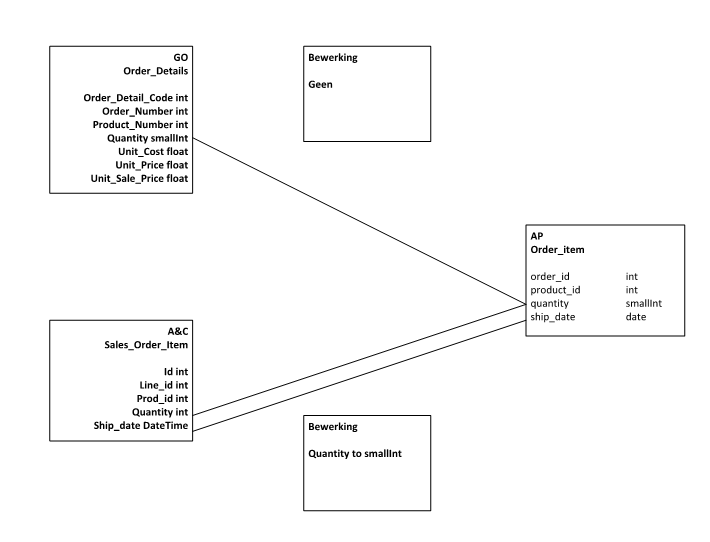 GO
Order_Details
Order_Detail_Code int
Order_Number int
Product_Number int
Quantity smallInt
Unit_Cost float
Unit_Price float
Unit_Sale_Price float
Bewerking
Geen
AP
Order_item
order_id int
product_id int
quantity smallInt
ship_date date
A&C
Sales_Order_Item
Id int
Line_id int
Prod_id int
Quantity int
Ship_date DateTime
Bewerking
Quantity to smallInt